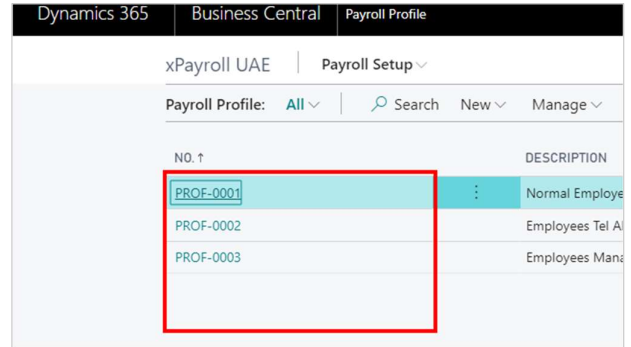 Dynamics 365 Business Central Payroll Profile
xPayroll UAE Payroll Setup
Payroll Profile: All Search New Manage
NO. ↑ DESCRIPTION
PROF-0001 Normal Employe
PROF-0002 Employees Tel Al
PROF-0003 Employees Mana